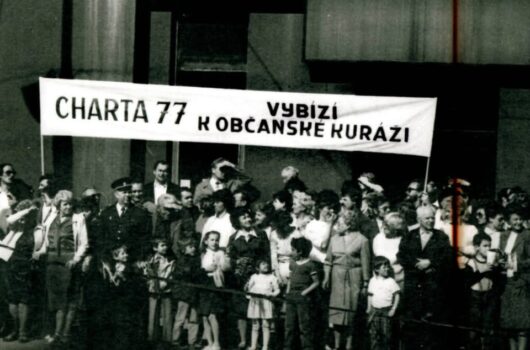 CHARTA 77 VYBÍZÍ
K OBČANSKÉ KURÁŽI